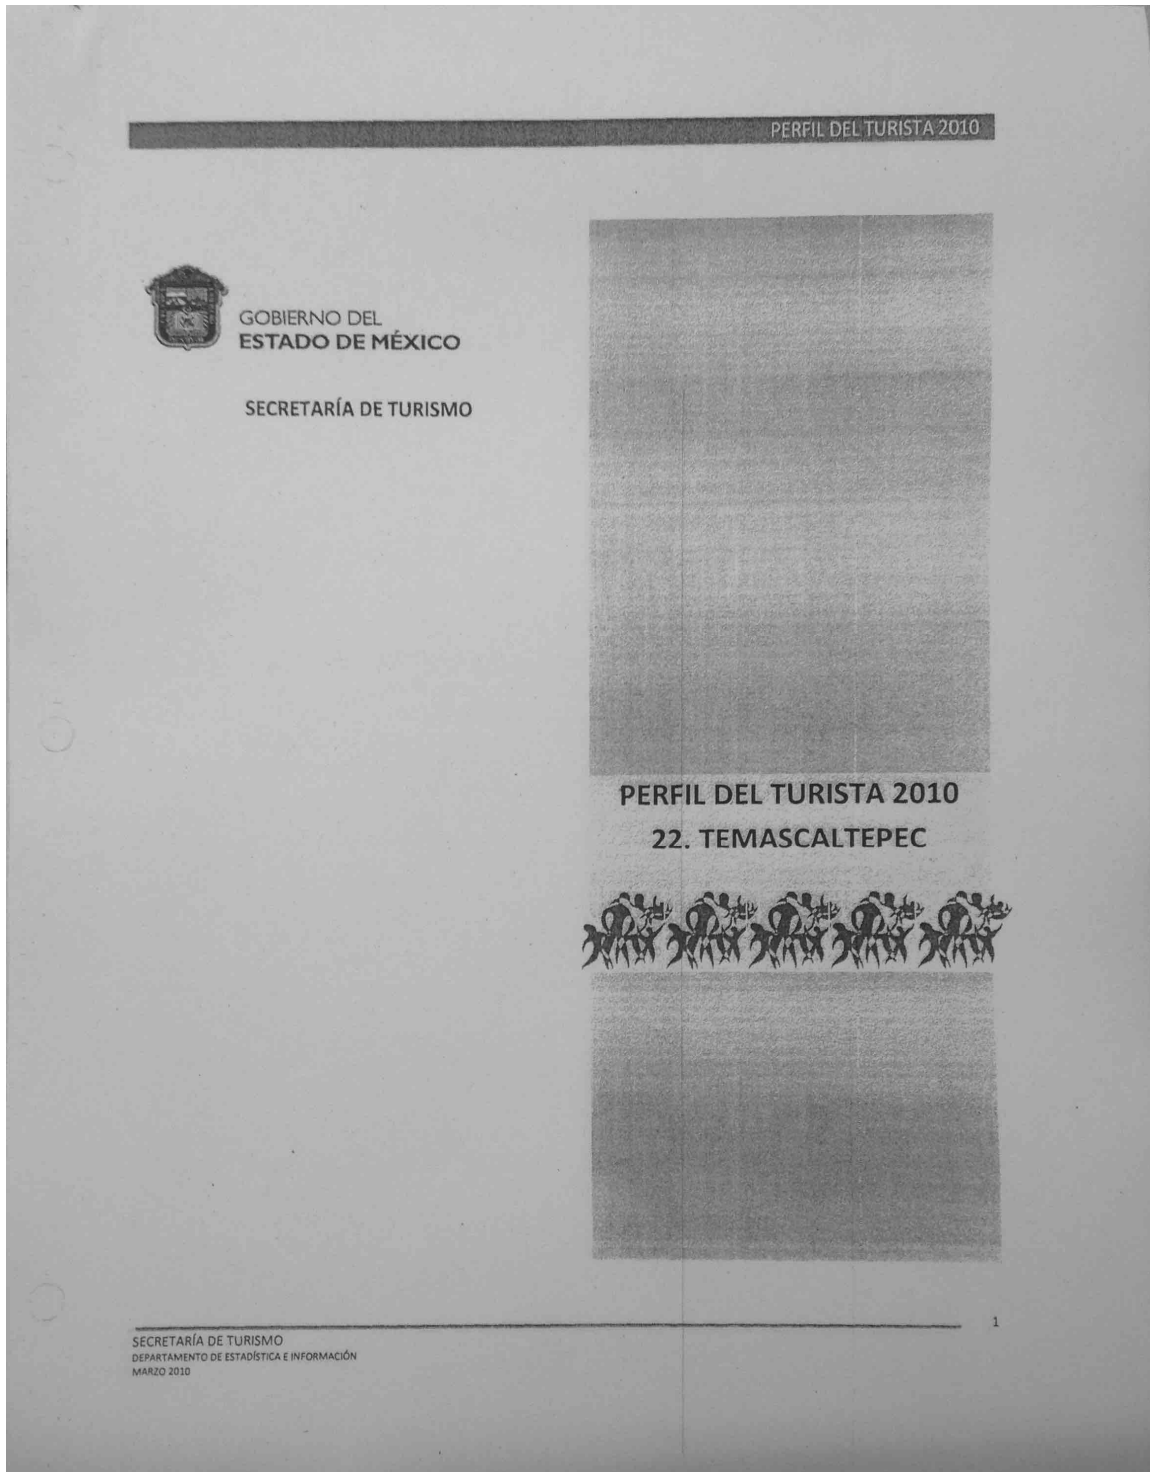 PERFIL DEL TURISTA 2010
GOBIERNO DEL
ESTADO DE MÉXICO
SECRETARÍA DE TURISMO
PERFIL DEL TURISTA 2010
22. TEMASCALTEPEC
1
SECRETARÍA DE TURISMO
DEPARTAMENTO DE ESTADÍSTICA E INFORMACIÓN
MARZO 2010